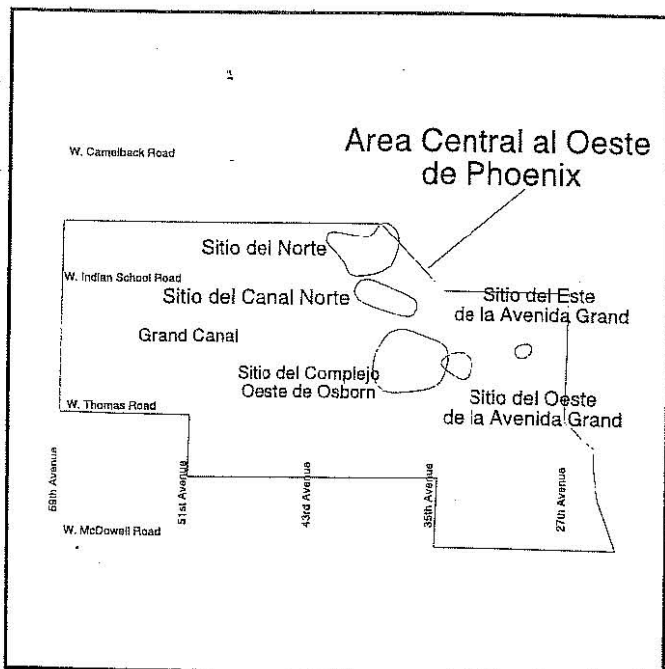 W. Camelback Road
Area Central al Oeste
de Phoenix
Sitio del Norte
W. Indian School Road
Sitio del Canal Norte
Sitio del Este
de la Avenida Grand
Grand Canal
Sitio del Complejo
Oeste de Osborn
Sitio del Oeste
de la Avenida Grand
W. Thomas Road
59th Avenue
51st Avenue
43rd Avenue
35th Avenue
27th Avenue
W. McDowell Road